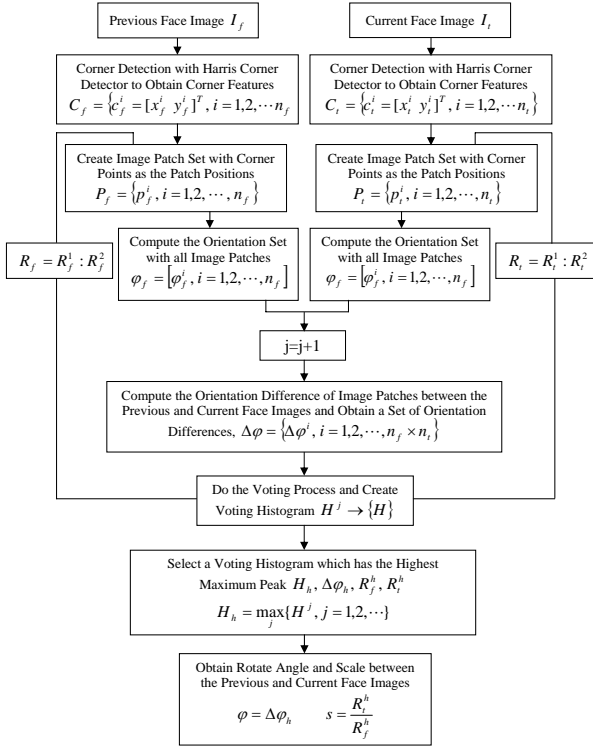 Previous Face Image I_f
Current Face Image I_t
Corner Detection with Harris Corner
Detector to Obtain Corner Features
C_f = {c_f^i = [x_f^i y_f^i]^T, i = 1,2,⋯n_f}
Corner Detection with Harris Corner
Detector to Obtain Corner Features
C_t = {c_t^i = [x_t^i y_t^i]^T, i = 1,2,⋯n_t}
Create Image Patch Set with Corner
Points as the Patch Positions
P_f = {p_f^i, i = 1,2,⋯, n_f}
Create Image Patch Set with Corner
Points as the Patch Positions
P_t = {p_t^i, i = 1,2,⋯, n_t}
R_f = R_f^1 : R_f^2
Compute the Orientation Set
with all Image Patches
φ_f = [φ_f^i, i = 1,2,⋯, n_f]
Compute the Orientation Set
with all Image Patches
φ_f = [φ_f^i, i = 1,2,⋯, n_f]
R_t = R_t^1 : R_t^2
j=j+1
Compute the Orientation Difference of Image Patches between the
Previous and Current Face Images and Obtain a Set of Orientation
Differences, Δφ = {Δφ^i, i = 1,2,⋯, n_f × n_t}
Do the Voting Process and Create
Voting Histogram H^j → {H}
Select a Voting Histogram which has the Highest
Maximum Peak H_h, Δφ_h, R_f^h, R_t^h
H_h = max_j{H^j, j = 1,2,⋯}
Obtain Rotate Angle and Scale between
the Previous and Current Face Images
φ = Δφ_h s = R_t^h / R_f^h